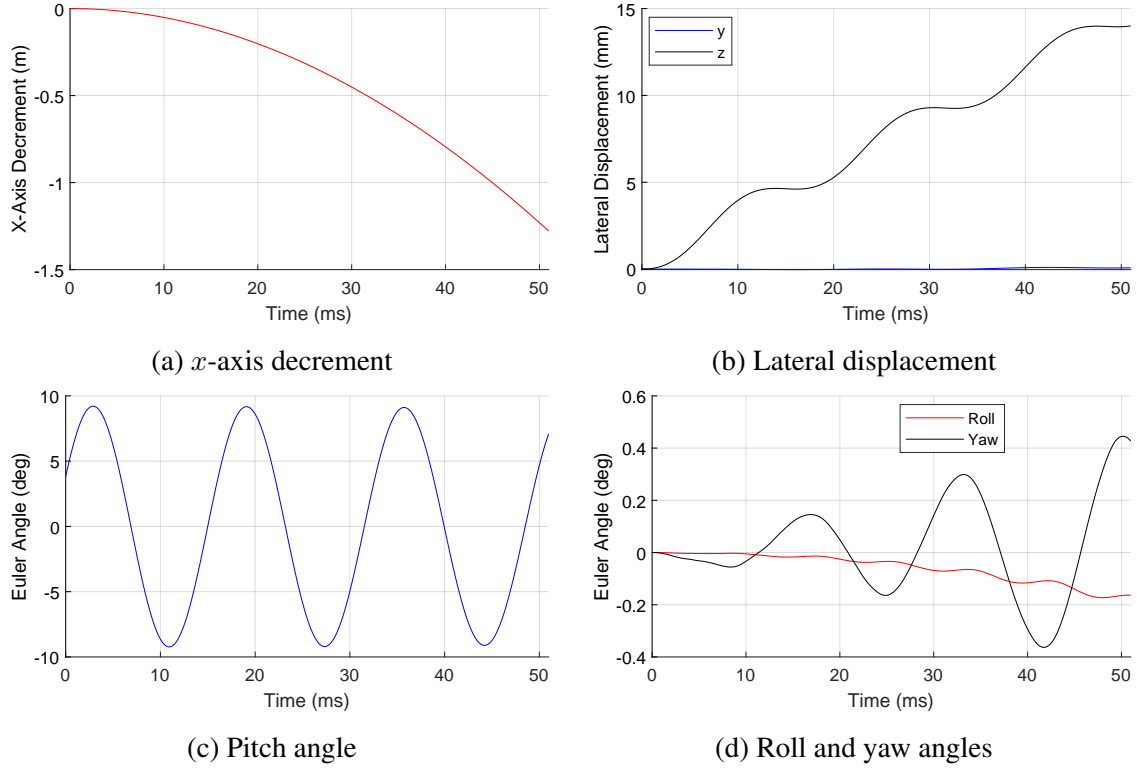 0
-0.5
-1
-1.5
X-Axis Decrement (m)
0 10 20 30 40 50
Time (ms)
(a) x-axis decrement
15
10
5
0
Lateral Displacement (mm)
y
z
0 10 20 30 40 50
Time (ms)
(b) Lateral displacement
10
5
0
-5
-10
Euler Angle (deg)
0 10 20 30 40 50
Time (ms)
(c) Pitch angle
0.6
0.4
0.2
0
-0.2
-0.4
Euler Angle (deg)
Roll
Yaw
0 10 20 30 40 50
Time (ms)
(d) Roll and yaw angles